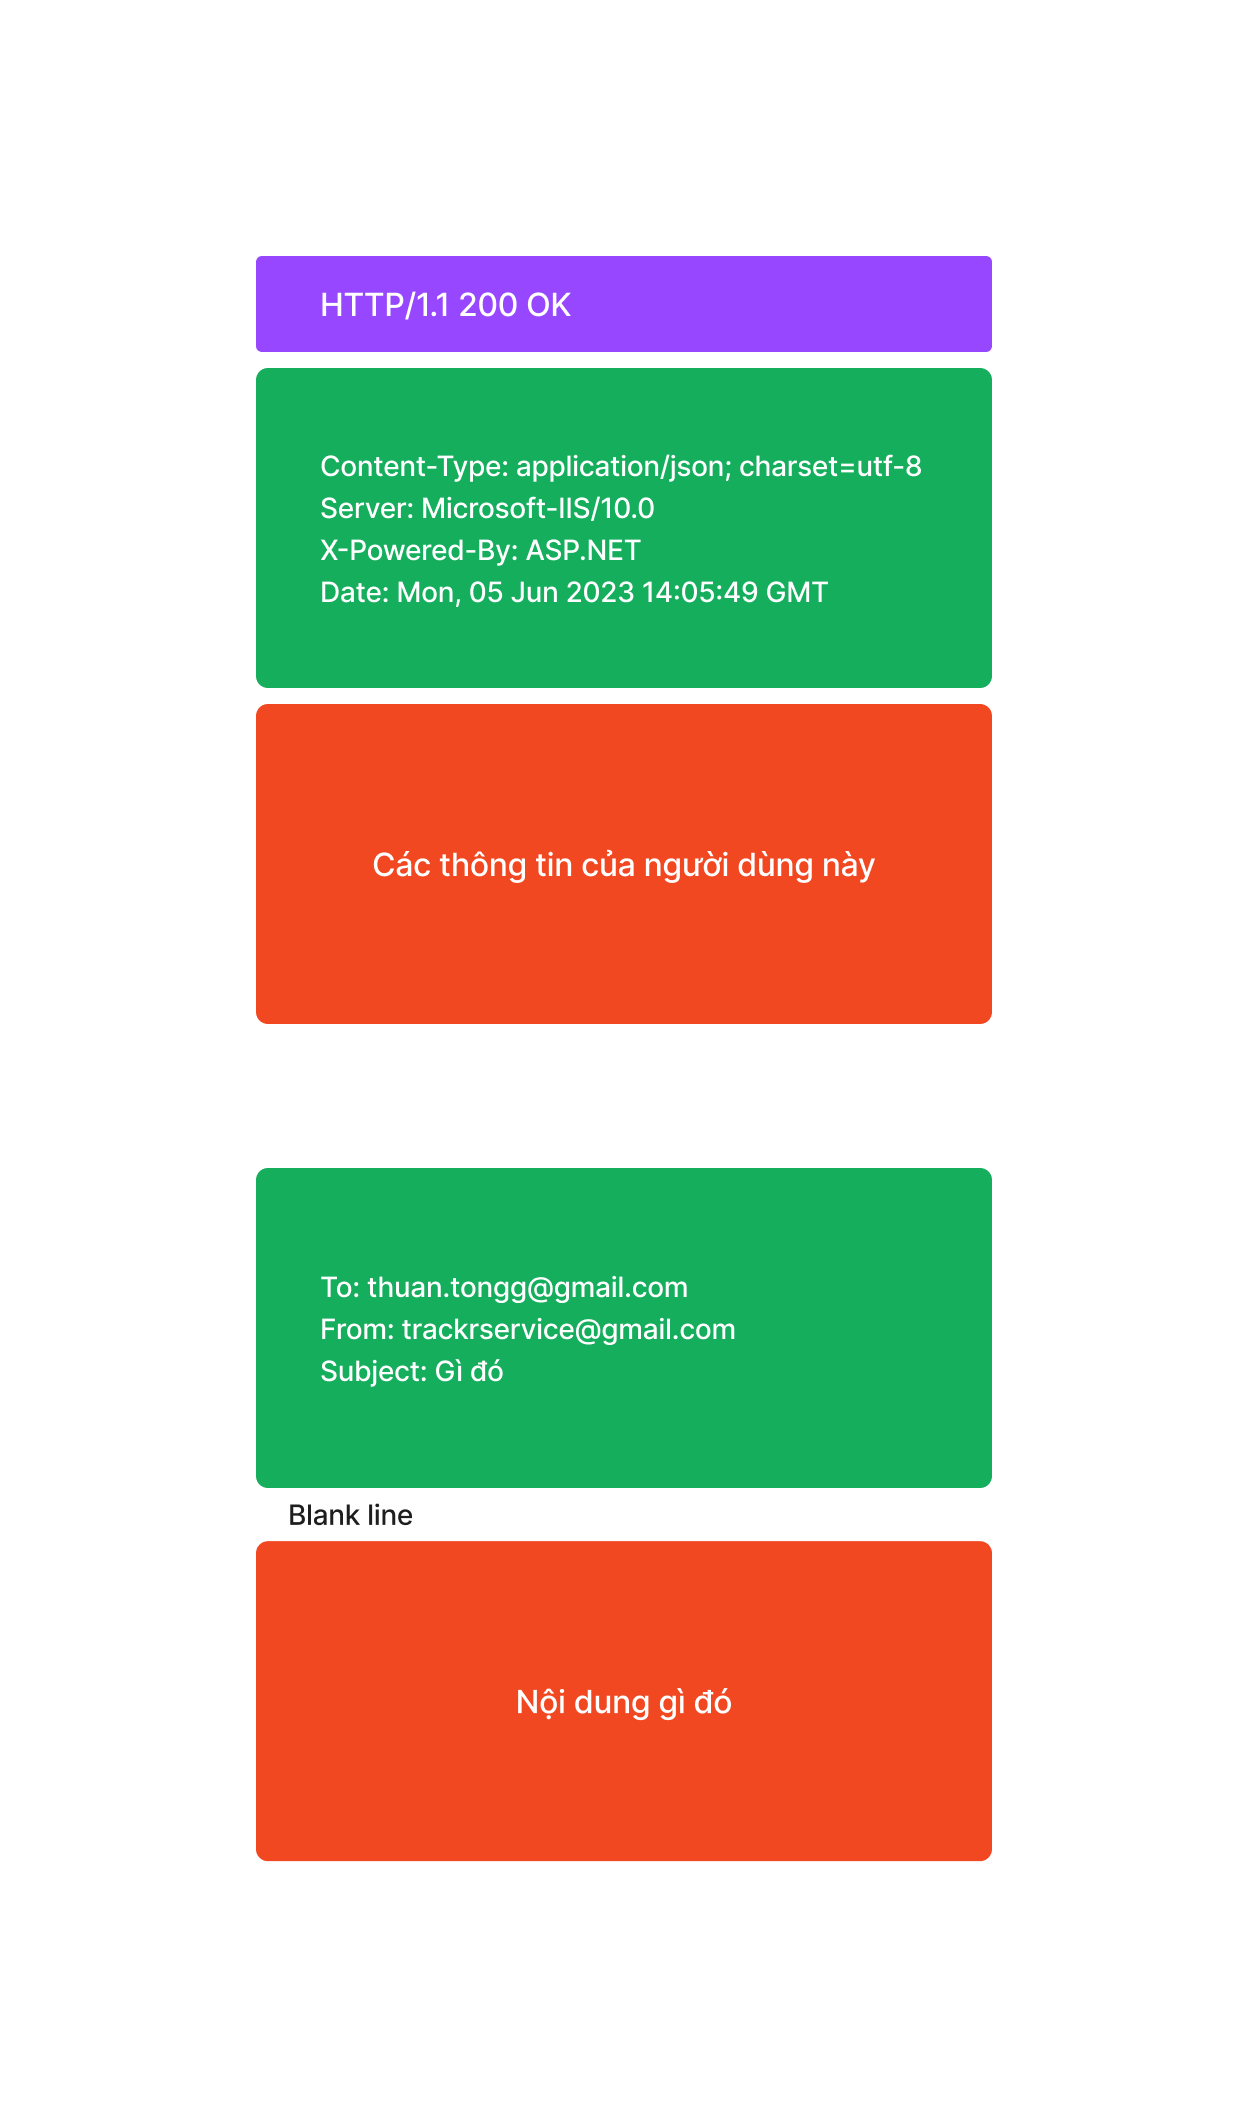 HTTP/1.1 200 OK
Content-Type: application/json; charset=utf-8
Server: Microsoft-IIS/10.0
X-Powered-By: ASP.NET
Date: Mon, 05 Jun 2023 14:05:49 GMT
Các thông tin của người dùng này
To: thuan.tongg@gmail.com
From: trackrservice@gmail.com
Subject: Gì đó
Blank line
Nội dung gì đó